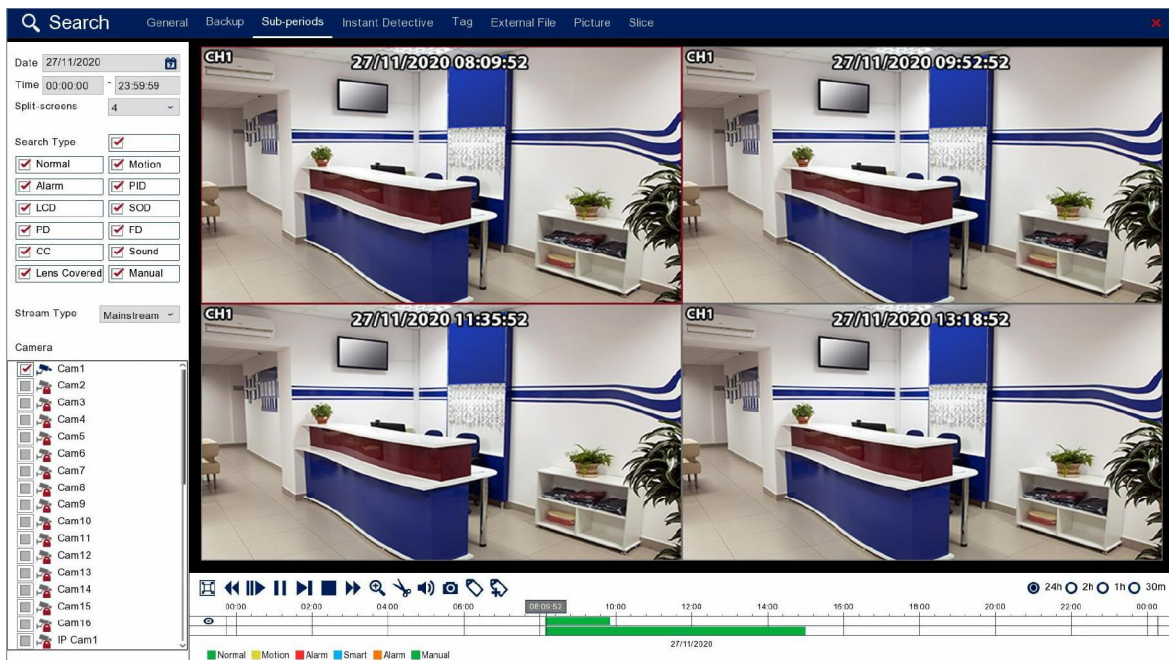 Search General Backup Sub-periods Instant Detective Tag External File Picture Slice
Date 27/11/2020
Time 00:00:00 - 23:59:59
Split-screens 4
Search Type
Normal Motion
Alarm PID
LCD SOD
PD FD
CC Sound
Lens Covered Manual
Stream Type Mainstream
Camera
Cam1
Cam2
Cam3
Cam4
Cam5
Cam6
Cam7
Cam8
Cam9
Cam10
Cam11
Cam12
Cam13
Cam14
Cam15
Cam16
IP Cam1
CH1 27/11/2020 08:09:52
CH1 27/11/2020 09:52:52
CH1 27/11/2020 11:35:52
CH1 27/11/2020 13:18:52
24h 2h 1h 30m
00:00 02:00 04:00 06:00 08:09:52 10:00 12:00 14:00 16:00 18:00 20:00 22:00 00:00
27/11/2020
Normal Motion Alarm Smart Alarm Manual